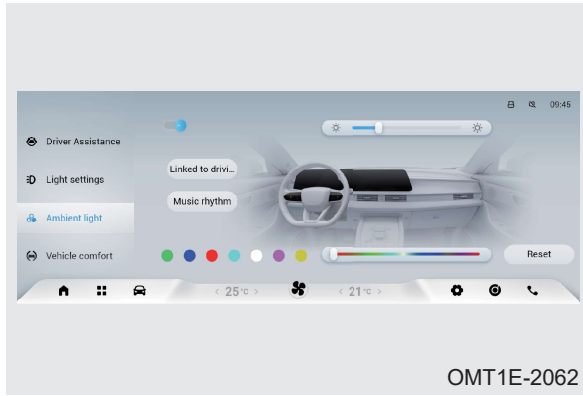 09:45
Driver Assistance
Linked to drivi...
Light settings
Music rhythm
Ambient light
Vehicle comfort
Reset
< 25°C >
< 21°C >
OMT1E-2062